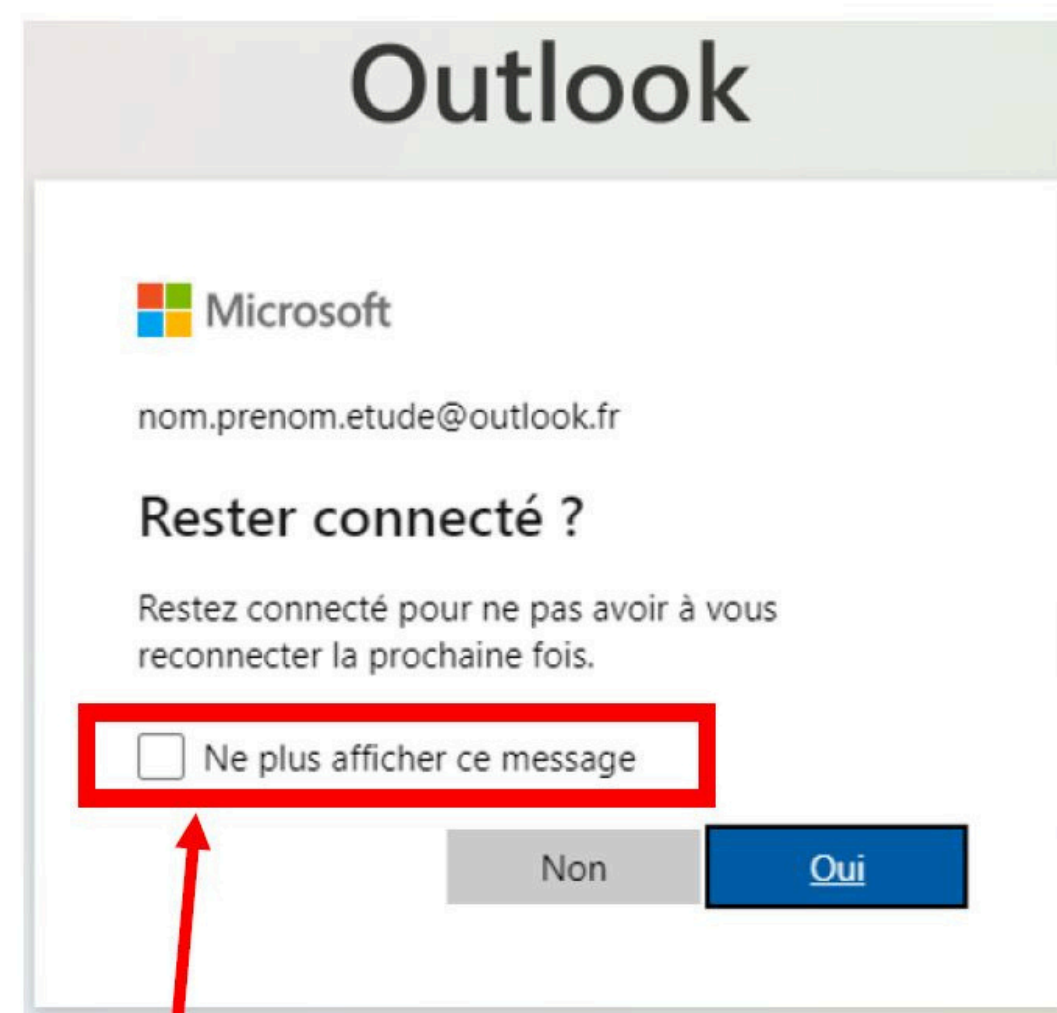 Outlook
Microsoft
nom.prenom.etude@outlook.fr
Rester connecté ?
Restez connecté pour ne pas avoir à vous
reconnecter la prochaine fois.
Ne plus afficher ce message
Non
Oui